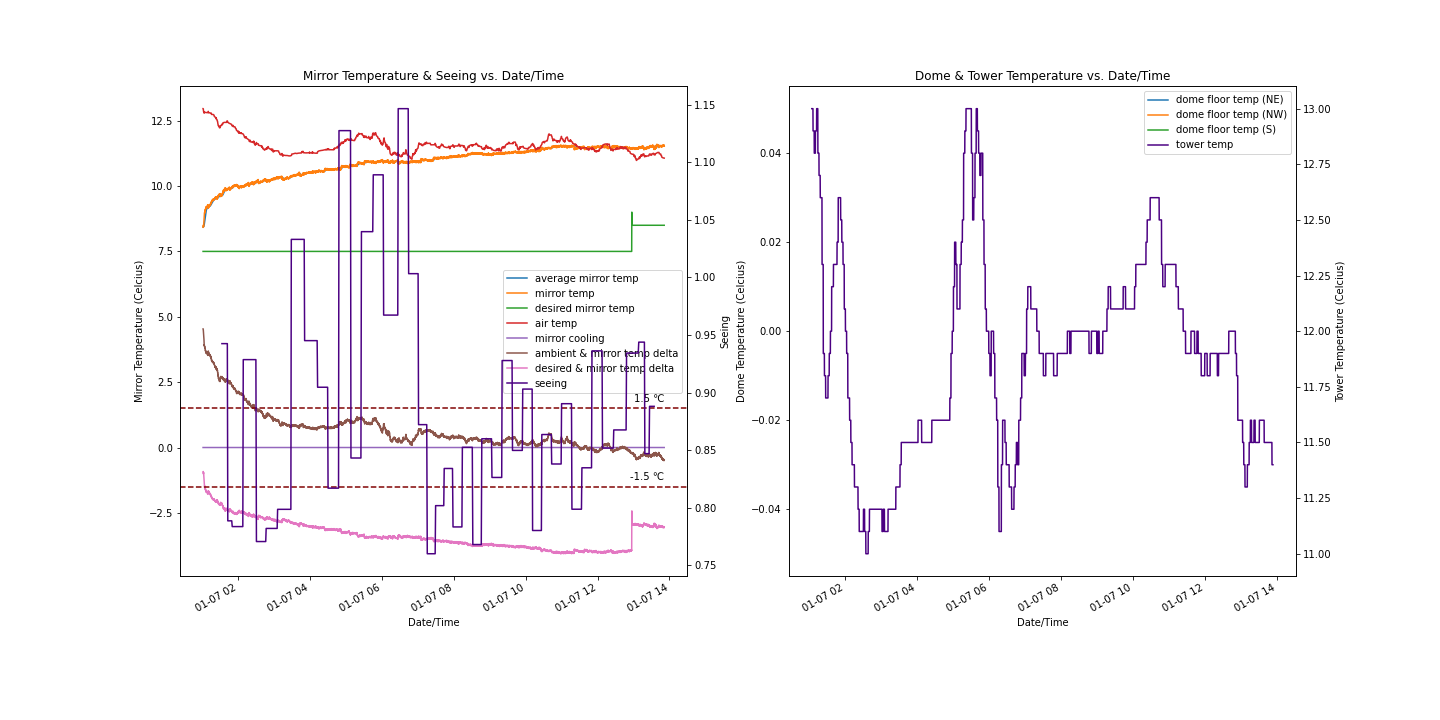 Mirror Temperature & Seeing vs. Date/Time
Mirror Temperature (Celcius)
12.5
10.0
7.5
5.0
2.5
0.0
−2.5
1.15
1.10
1.05
1.00
0.95
0.90
0.85
0.80
0.75
Seeing
average mirror temp
mirror temp
desired mirror temp
air temp
mirror cooling
ambient & mirror temp delta
desired & mirror temp delta
seeing
1.5 °C
-1.5 °C
01-07 02
01-07 04
01-07 06
01-07 08
01-07 10
01-07 12
01-07 14
Date/Time
Dome & Tower Temperature vs. Date/Time
Dome Temperature (Celcius)
0.04
0.02
0.00
−0.02
−0.04
dome floor temp (NE)
dome floor temp (NW)
dome floor temp (S)
tower temp
13.00
12.75
12.50
12.25
12.00
11.75
11.50
11.25
11.00
Tower Temperature (Celcius)
01-07 02
01-07 04
01-07 06
01-07 08
01-07 10
01-07 12
01-07 14
Date/Time